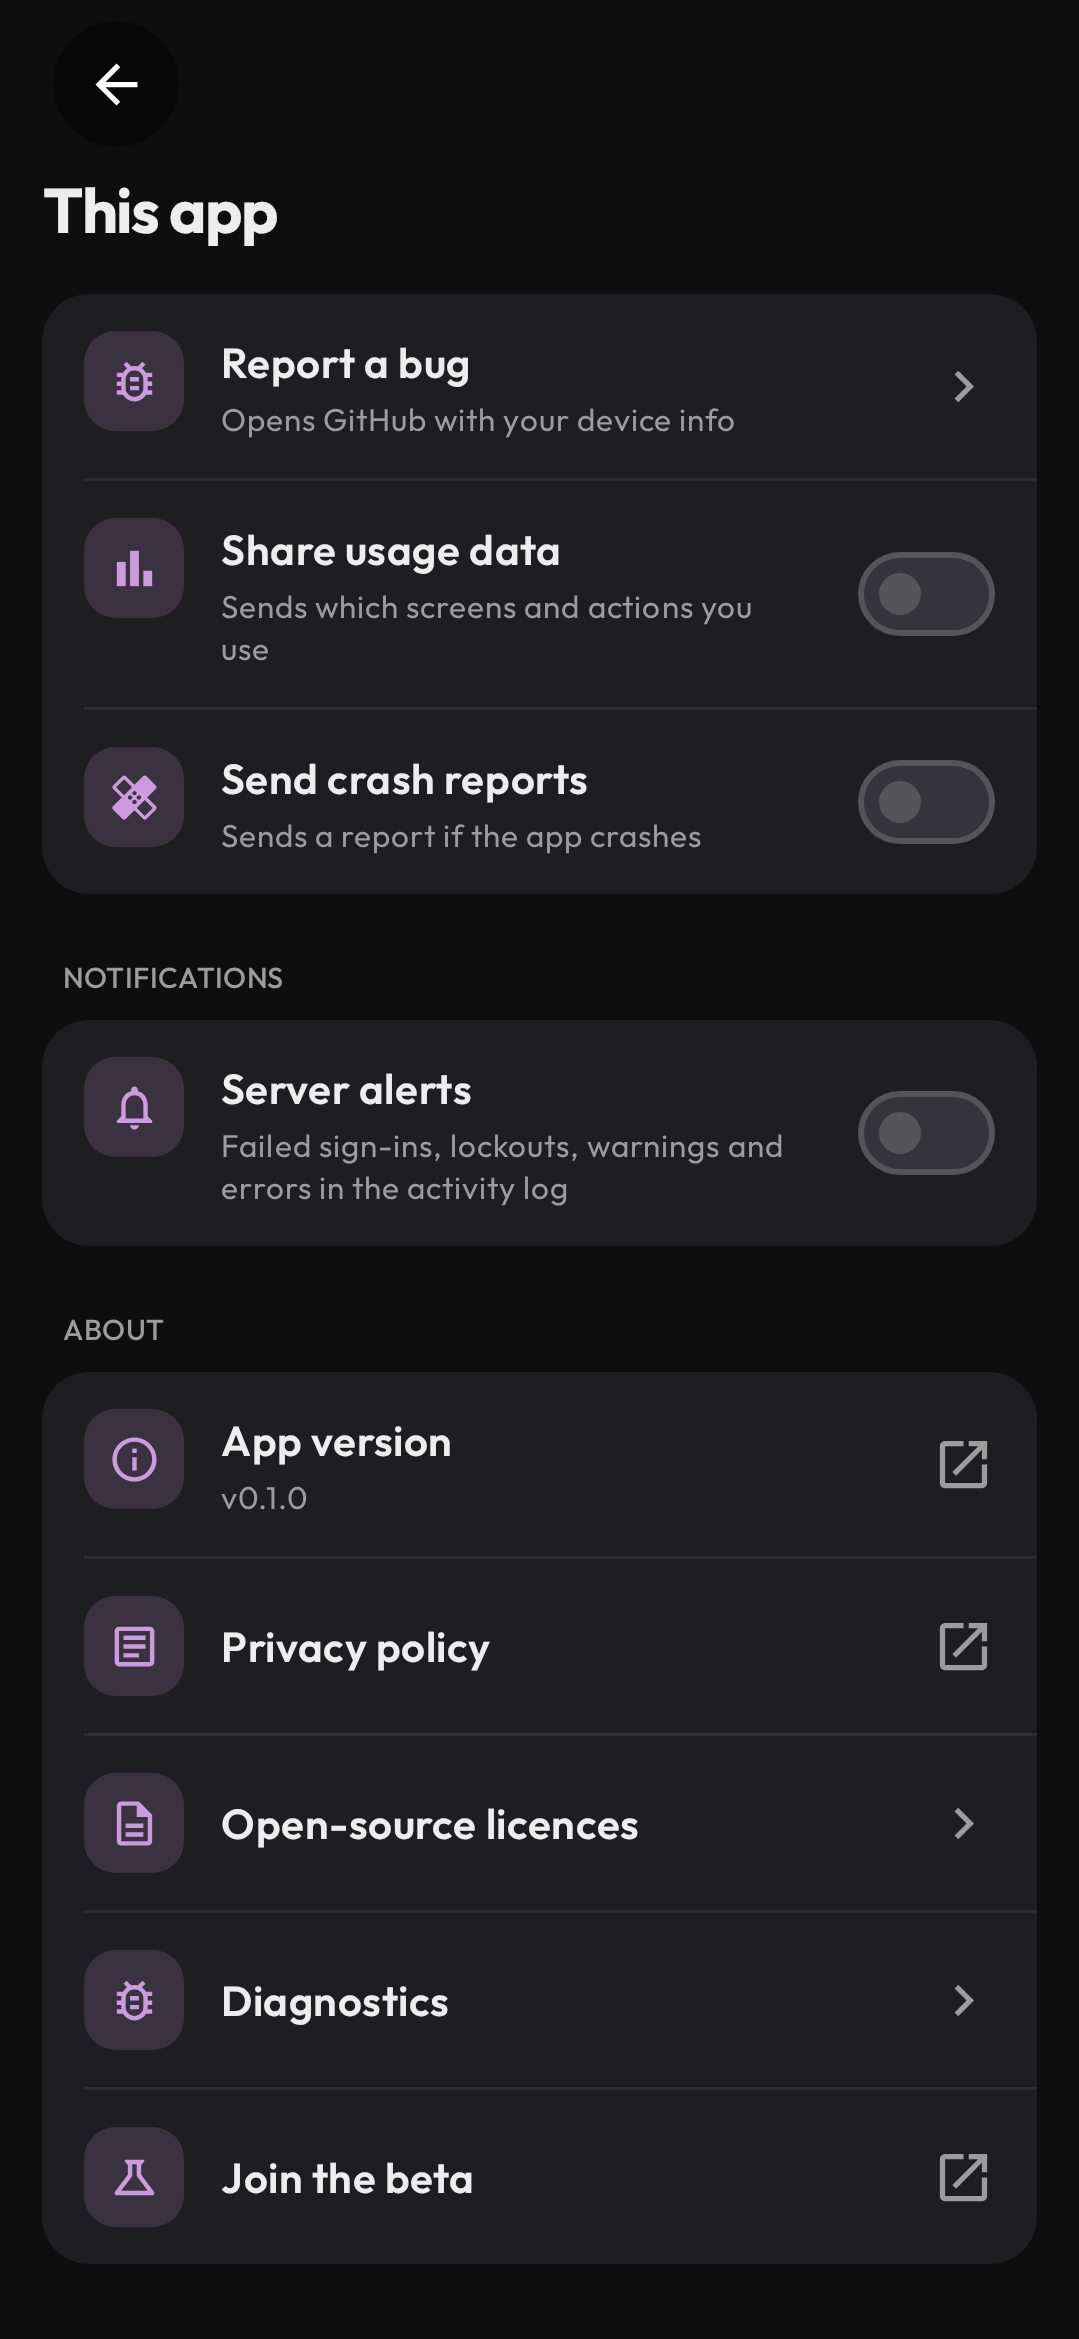 This app
Report a bug
Opens GitHub with your device info
Share usage data
Sends which screens and actions you
use
Send crash reports
Sends a report if the app crashes
NOTIFICATIONS
Server alerts
Failed sign-ins, lockouts, warnings and
errors in the activity log
ABOUT
App version
v0.1.0
Privacy policy
Open-source licences
Diagnostics
Join the beta